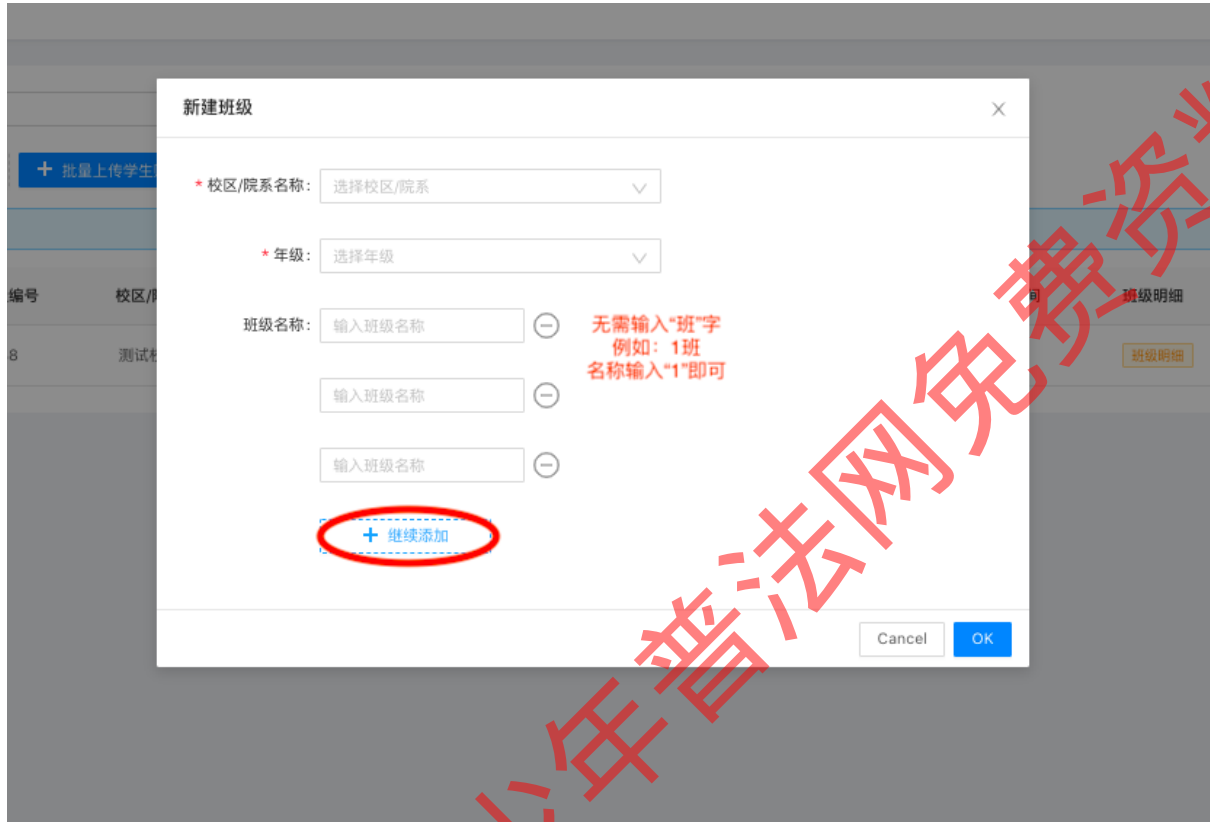 新建班级
批量上传学生
* 校区/院系名称: 选择校区/院系
* 年级: 选择年级
编号 校区/ 间 班级明细
班级名称: 输入班级名称
无需输入“班”字
例如：1班
名称输入“1”即可
8 测试 班级明细
输入班级名称
输入班级名称
+ 继续添加
Cancel OK
少年普法网免费资